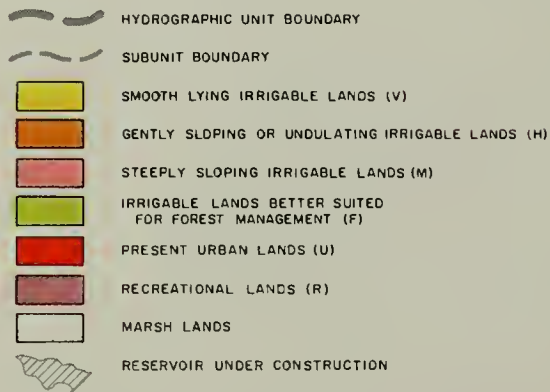 HYDROGRAPHIC UNIT BOUNDARY
SUBUNIT BOUNDARY
SMOOTH LYING IRRIGABLE LANDS (V)
GENTLY SLOPING OR UNDULATING IRRIGABLE LANDS (H)
STEEPLY SLOPING IRRIGABLE LANDS (M)
IRRIGABLE LANDS BETTER SUITED
FOR FOREST MANAGEMENT (F)
PRESENT URBAN LANDS (U)
RECREATIONAL LANDS (R)
MARSH LANDS
RESERVOIR UNDER CONSTRUCTION